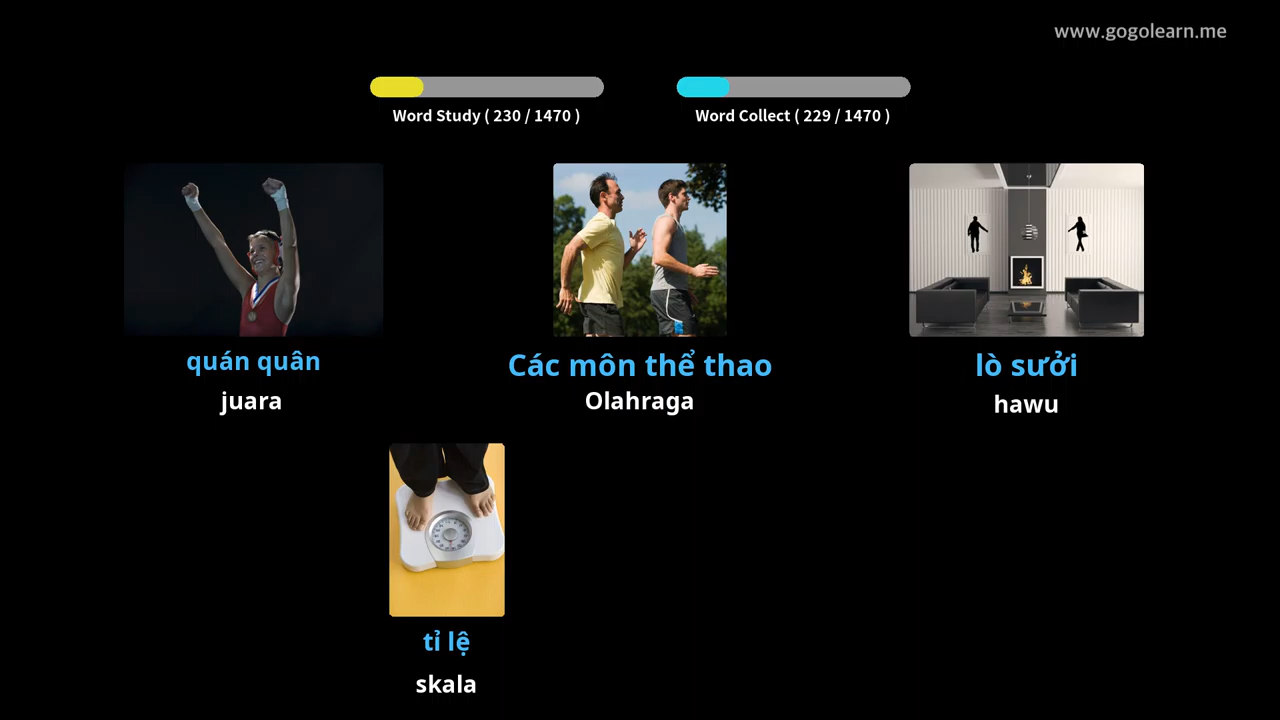 www.gogolearn.me
Word Study ( 230 / 1470 )
Word Collect ( 229 / 1470 )
quán quân
juara
Các môn thể thao
Olahraga
lò sưởi
hawu
tỉ lệ
skala